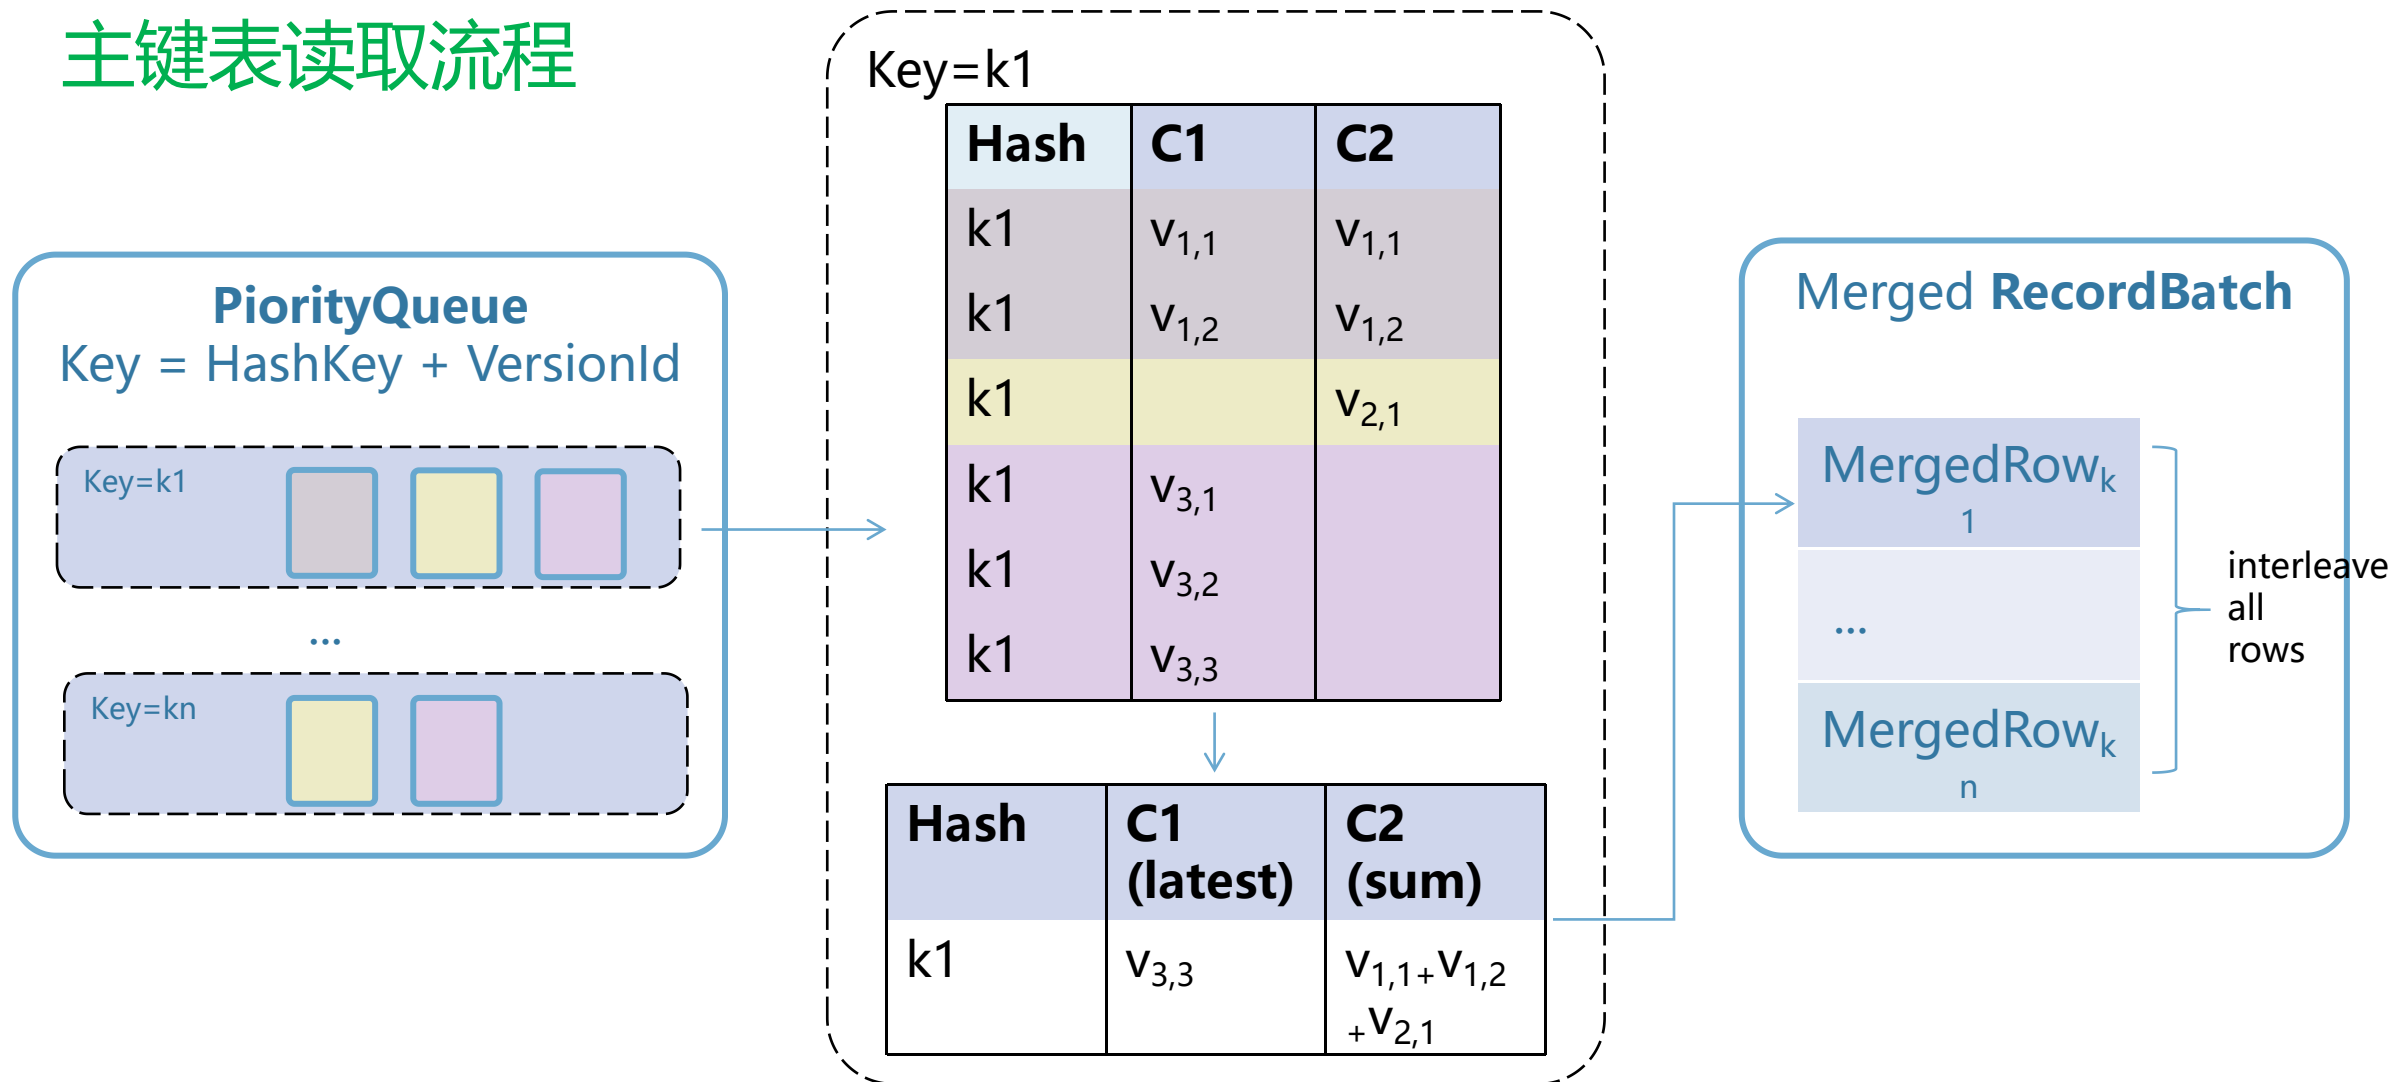 主键表读取流程
PiorityQueue
Key = HashKey + VersionId
Key=k1
...
Key=kn
Key=k1
Hash C1 C2
k1 v1,1 v1,1
k1 v1,2 v1,2
k1 v2,1
k1 v3,1
k1 v3,2
k1 v3,3
Hash C1 C2
(latest) (sum)
k1 v3,3 v1,1+v1,2
+v2,1
Merged RecordBatch
MergedRowk
1
...
MergedRowk
n
interleave
all
rows